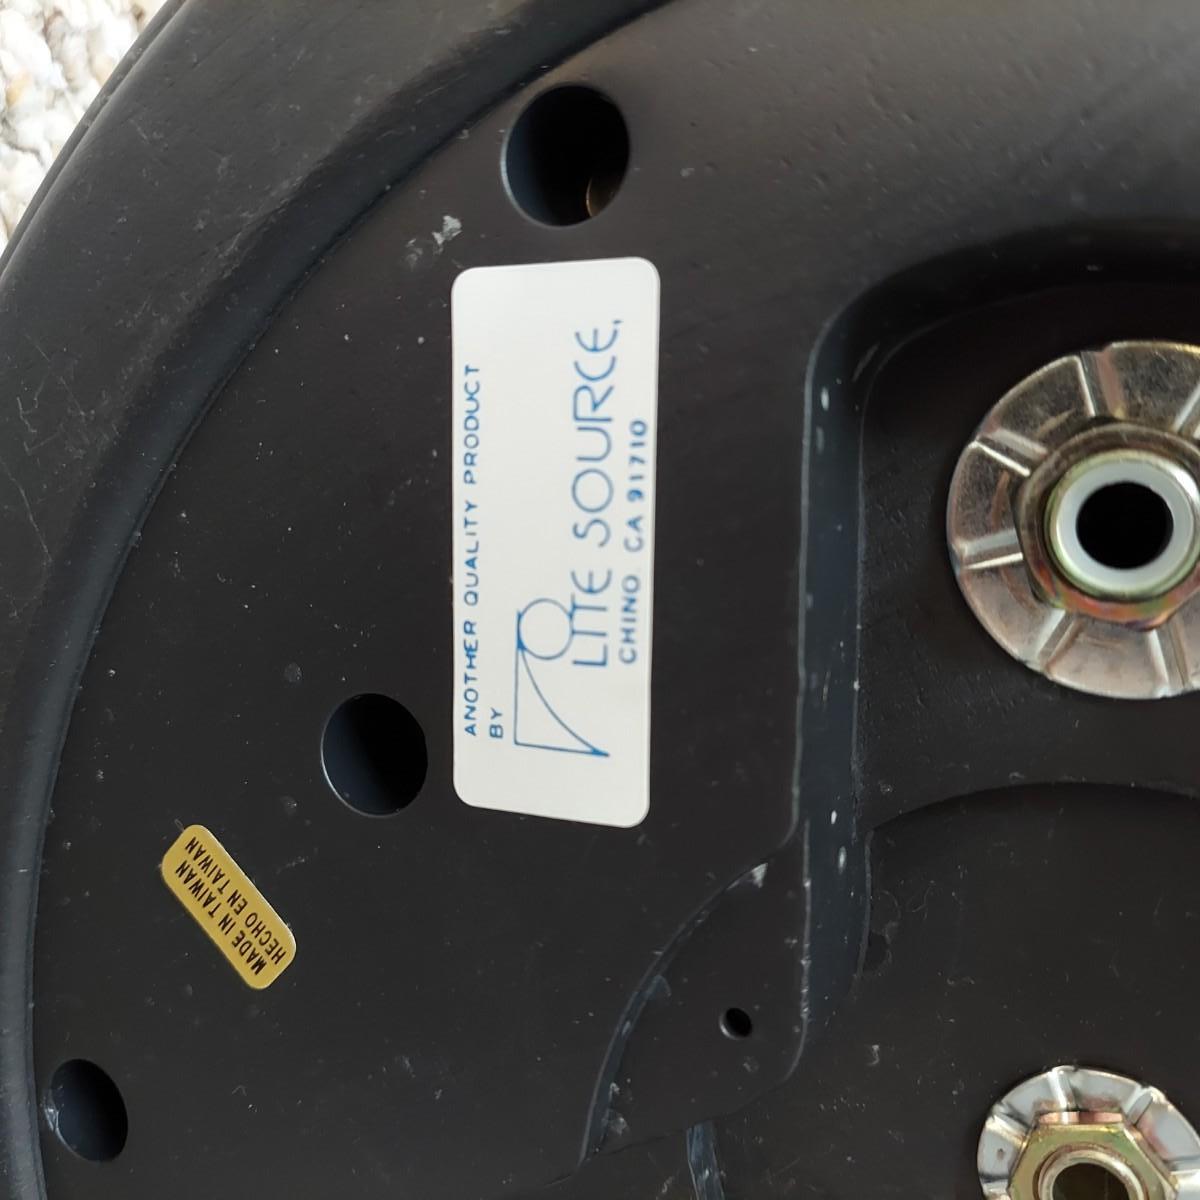 ANOTHER QUALITY PRODUCT
BY
LITE SOURCE,
CHINO, CA 91710
MADE IN TAIWAN
HECHO EN TAIWAN